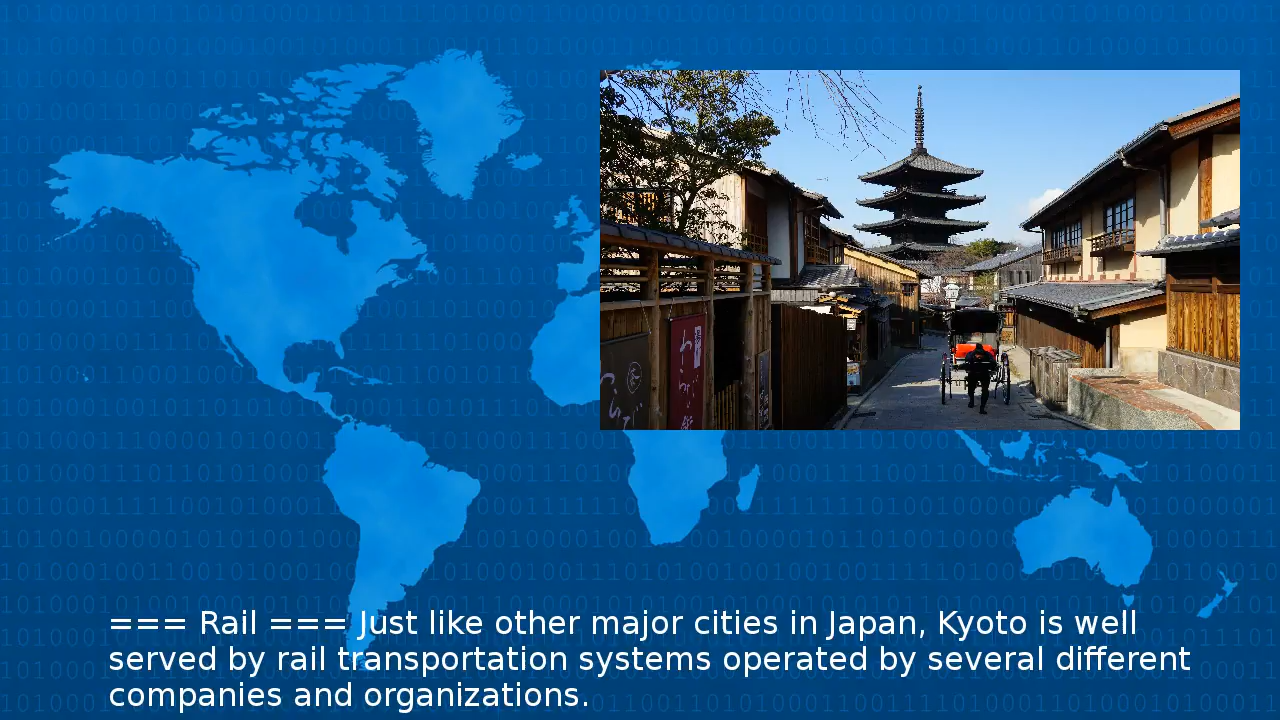 === Rail === Just like other major cities in Japan, Kyoto is well
served by rail transportation systems operated by several different
companies and organizations.